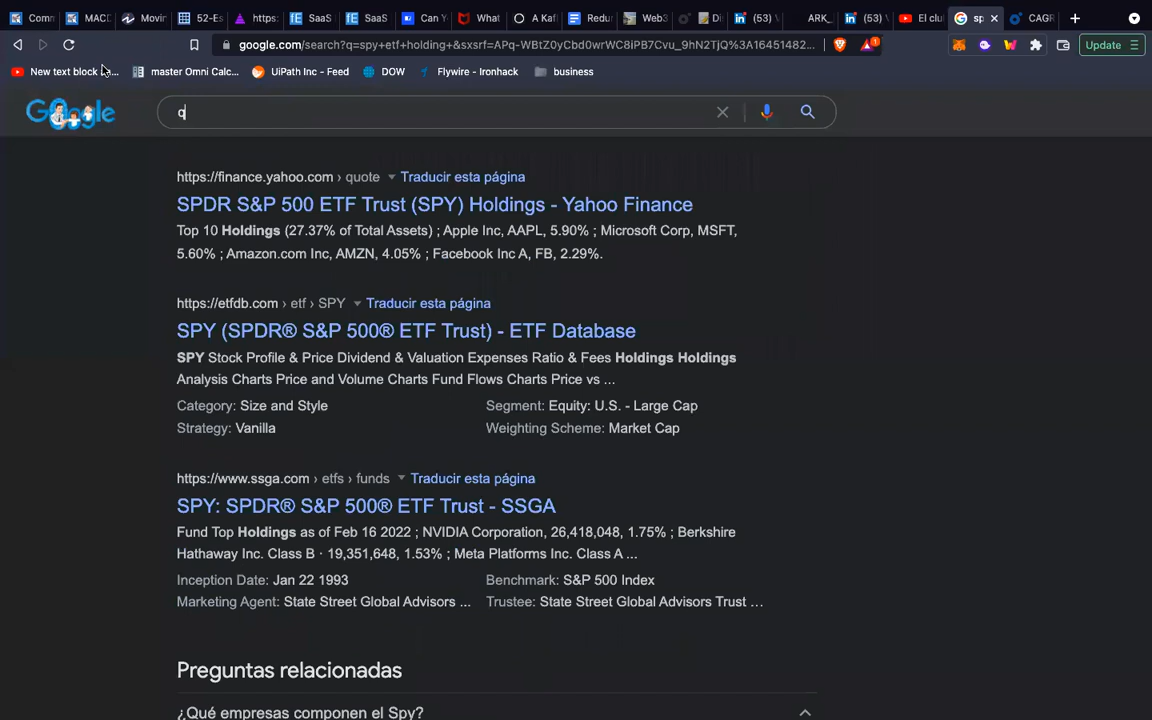 Comm
MACD
Movin
52-Es
https:
SaaS
SaaS
Can Y
What
A Kaf
Redur
Web3
Di
(53)
ARK_
(53)
El clu
sp
CAGR
google.com/search?q=spy+etf+holding+&sxsrf=APq-WBtZ0yCbd0wrWC8iPB7Cvu_9hN2TjQ%3A16451482...
1
Update
New text block
master Omni Calc...
UiPath Inc - Feed
DOW
Flywire - Ironhack
business
Google
q
https://finance.yahoo.com › quote
Traducir esta página
SPDR S&P 500 ETF Trust (SPY) Holdings - Yahoo Finance
Top 10 Holdings (27.37% of Total Assets) ; Apple Inc, AAPL, 5.90% ; Microsoft Corp, MSFT,
5.60% ; Amazon.com Inc, AMZN, 4.05% ; Facebook Inc A, FB, 2.29%.
https://etfdb.com › etf › SPY
Traducir esta página
SPY (SPDR® S&P 500® ETF Trust) - ETF Database
SPY Stock Profile & Price Dividend & Valuation Expenses Ratio & Fees Holdings Holdings
Analysis Charts Price and Volume Charts Fund Flows Charts Price vs ...
Category: Size and Style
Segment: Equity: U.S. - Large Cap
Strategy: Vanilla
Weighting Scheme: Market Cap
https://www.ssga.com › etfs › funds
Traducir esta página
SPY: SPDR® S&P 500® ETF Trust - SSGA
Fund Top Holdings as of Feb 16 2022 ; NVIDIA Corporation, 26,418,048, 1.75% ; Berkshire
Hathaway Inc. Class B · 19,351,648, 1.53% ; Meta Platforms Inc. Class A ...
Inception Date: Jan 22 1993
Benchmark: S&P 500 Index
Marketing Agent: State Street Global Advisors ...
Trustee: State Street Global Advisors Trust ...
Preguntas relacionadas
¿Qué empresas componen el Spy?